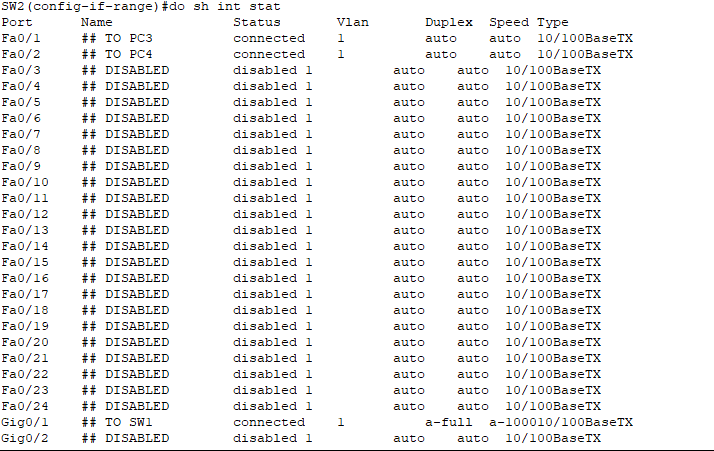 SW2(config-if-range)#do sh int stat
Port      Name               Status       Vlan       Duplex  Speed Type
Fa0/1     ## TO PC3          connected    1          auto    auto  10/100BaseTX
Fa0/2     ## TO PC4          connected    1          auto    auto  10/100BaseTX
Fa0/3     ## DISABLED        disabled 1          auto    auto  10/100BaseTX
Fa0/4     ## DISABLED        disabled 1          auto    auto  10/100BaseTX
Fa0/5     ## DISABLED        disabled 1          auto    auto  10/100BaseTX
Fa0/6     ## DISABLED        disabled 1          auto    auto  10/100BaseTX
Fa0/7     ## DISABLED        disabled 1          auto    auto  10/100BaseTX
Fa0/8     ## DISABLED        disabled 1          auto    auto  10/100BaseTX
Fa0/9     ## DISABLED        disabled 1          auto    auto  10/100BaseTX
Fa0/10    ## DISABLED        disabled 1          auto    auto  10/100BaseTX
Fa0/11    ## DISABLED        disabled 1          auto    auto  10/100BaseTX
Fa0/12    ## DISABLED        disabled 1          auto    auto  10/100BaseTX
Fa0/13    ## DISABLED        disabled 1          auto    auto  10/100BaseTX
Fa0/14    ## DISABLED        disabled 1          auto    auto  10/100BaseTX
Fa0/15    ## DISABLED        disabled 1          auto    auto  10/100BaseTX
Fa0/16    ## DISABLED        disabled 1          auto    auto  10/100BaseTX
Fa0/17    ## DISABLED        disabled 1          auto    auto  10/100BaseTX
Fa0/18    ## DISABLED        disabled 1          auto    auto  10/100BaseTX
Fa0/19    ## DISABLED        disabled 1          auto    auto  10/100BaseTX
Fa0/20    ## DISABLED        disabled 1          auto    auto  10/100BaseTX
Fa0/21    ## DISABLED        disabled 1          auto    auto  10/100BaseTX
Fa0/22    ## DISABLED        disabled 1          auto    auto  10/100BaseTX
Fa0/23    ## DISABLED        disabled 1          auto    auto  10/100BaseTX
Fa0/24    ## DISABLED        disabled 1          auto    auto  10/100BaseTX
Gig0/1    ## TO SW1          connected    1          a-full  a-100010/100BaseTX
Gig0/2    ## DISABLED        disabled 1          auto    auto  10/100BaseTX